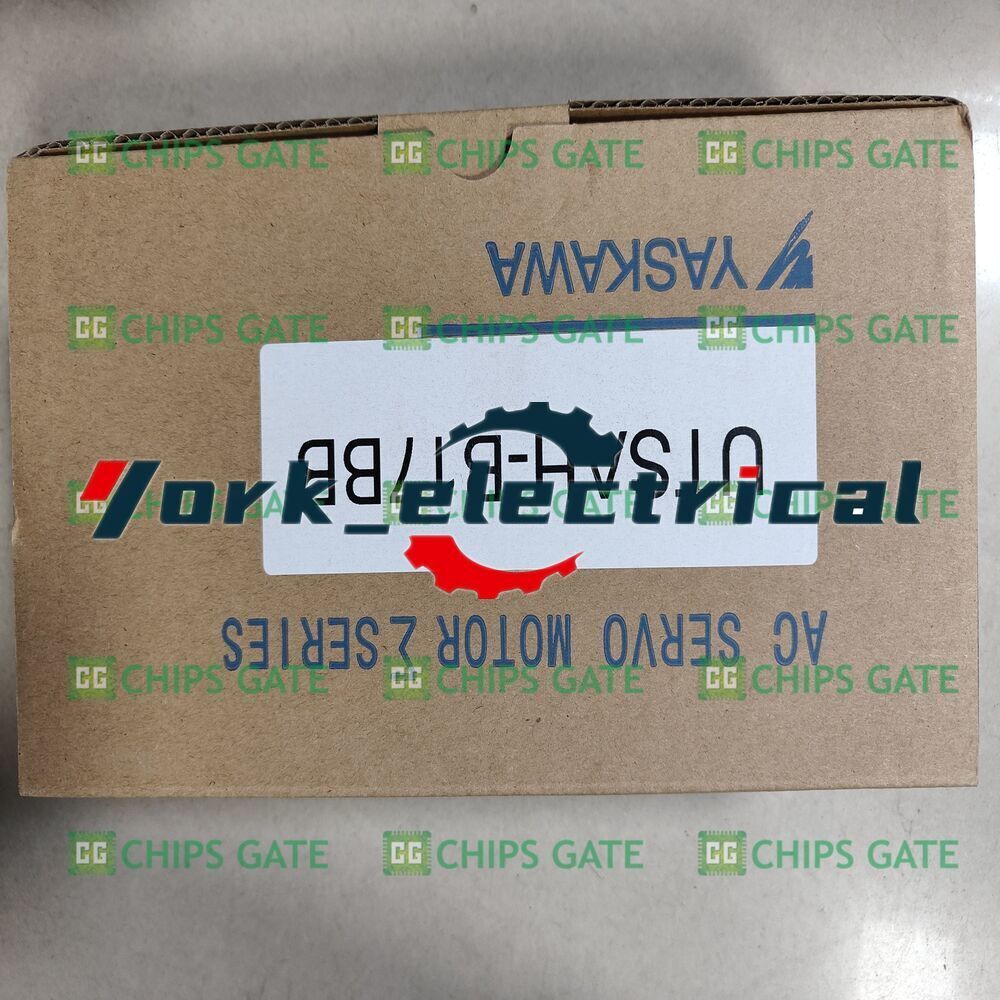 CG CHIPS GATE CG CHIPS GATE CG CHIPS GATE
YASKAWA
CG CHIPS GATE CG CHIPS GATE CG CHIPS GATE
UTSAH-B17BB
York_electrical
AC SERVO MOTOR Σ SERIES
CG CHIPS GATE CG CHIPS GATE CG CHIPS GATE
CG CHIPS GATE CG CHIPS GATE CG CHIPS GATE